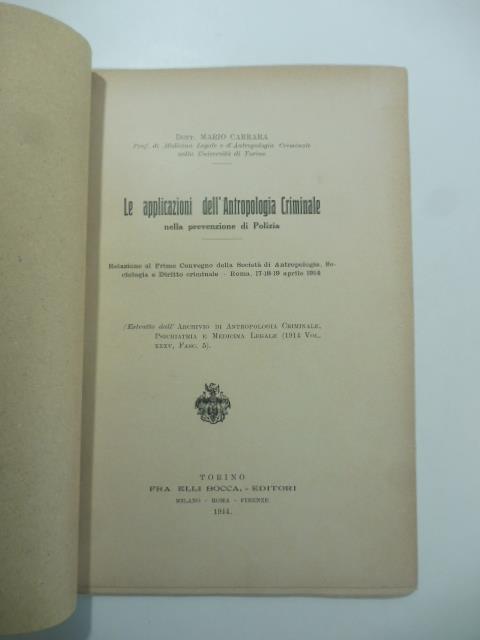 Dott. MARIO CARRARA
Prof. di Medicina Legale e d'Antropologia Criminale
nella Università di Torino
Le applicazioni dell'Antropologia Criminale
nella prevenzione di Polizia
Relazione al Primo Convegno della Società di Antropologia, So-
ciologia e Diritto criminale - Roma, 17-18-19 aprile 1914
(Estratto dall' ARCHIVIO DI ANTROPOLOGIA CRIMINALE,
PSICHIATRIA E MEDICINA LEGALE (1914 VOL.
XXXV, FASC. 5).
TORINO
FRA ELLI BOCCA, - EDITORI
MILANO - ROMA - FIRENZE
1914.